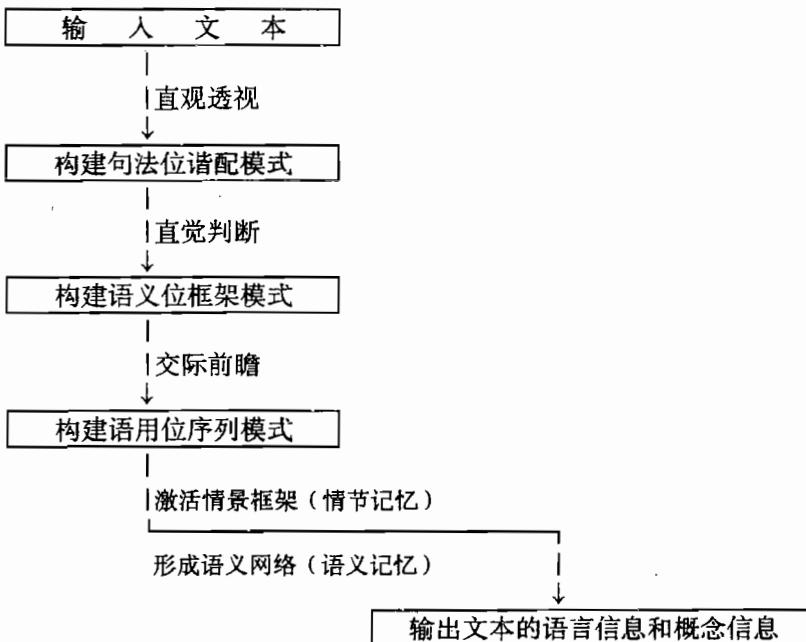 输入文本
直观透视
构建句法位谐配模式
直觉判断
构建语义位框架模式
交际前瞻
构建语用位序列模式
激活情景框架（情节记忆）
形成语义网络（语义记忆）
输出文本的语言信息和概念信息